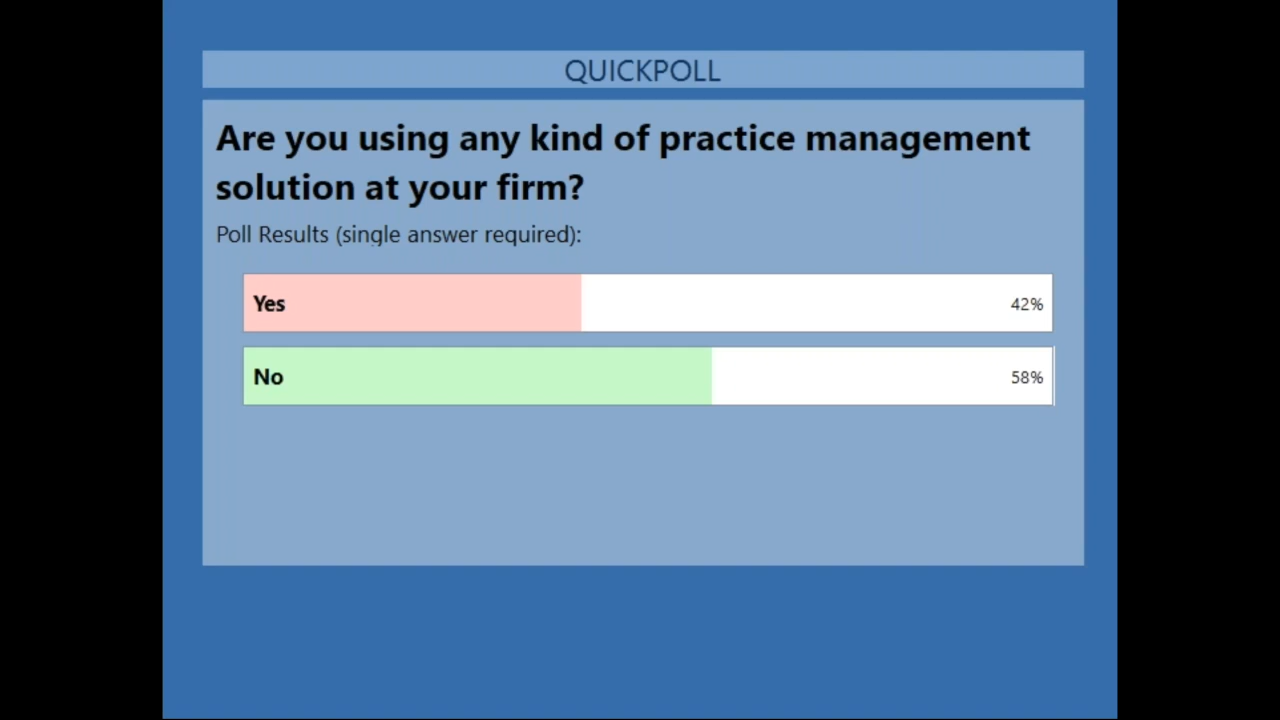 QUICKPOLL
Are you using any kind of practice management
solution at your firm?
Poll Results (single answer required):
Yes 42%
No 58%